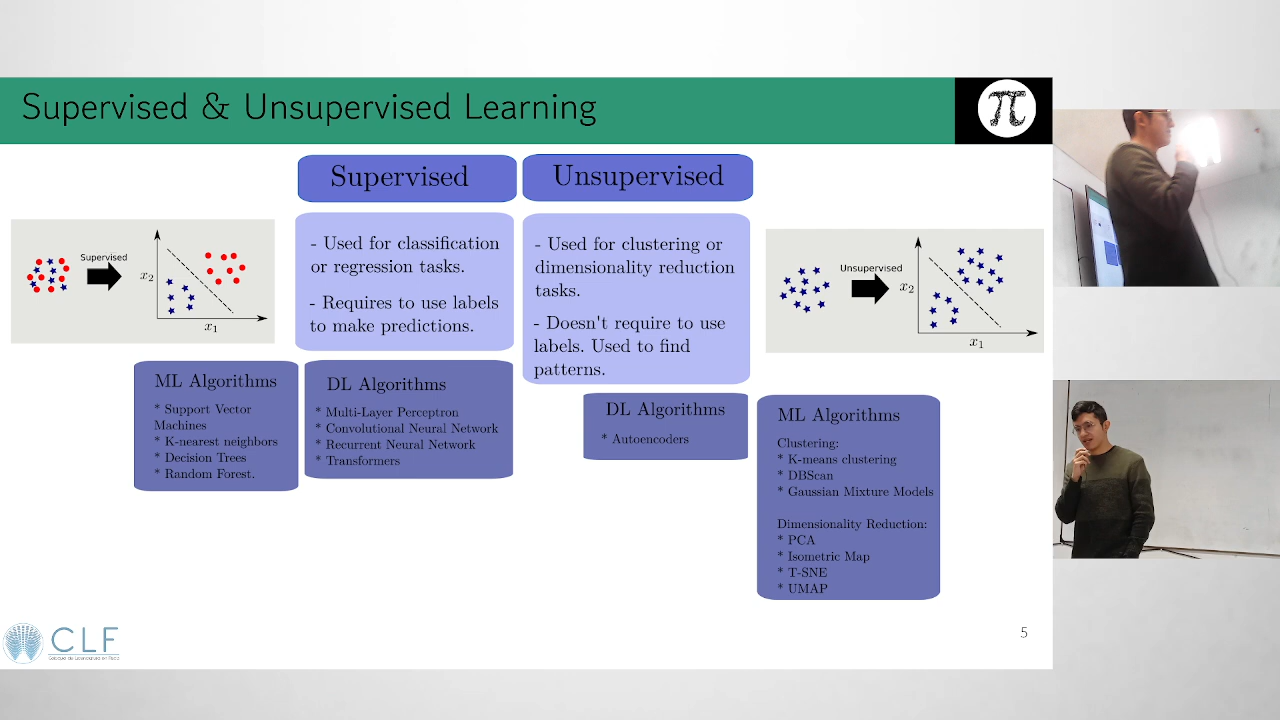 Supervised & Unsupervised Learning
π
Supervised
Unsupervised
- Used for classification
or regression tasks.
- Requires to use labels
to make predictions.
- Used for clustering or
dimensionality reduction
tasks.
- Doesn't require to use
labels. Used to find
patterns.
Supervised
x₂
x₁
Unsupervised
x₂
x₁
ML Algorithms
* Support Vector
Machines
* K-nearest neighbors
* Decision Trees
* Random Forest.
DL Algorithms
* Multi-Layer Perceptron
* Convolutional Neural Network
* Recurrent Neural Network
* Transformers
DL Algorithms
* Autoencoders
ML Algorithms
Clustering:
* K-means clustering
* DBScan
* Gaussian Mixture Models
Dimensionality Reduction:
* PCA
* Isometric Map
* T-SNE
* UMAP
5
CLF